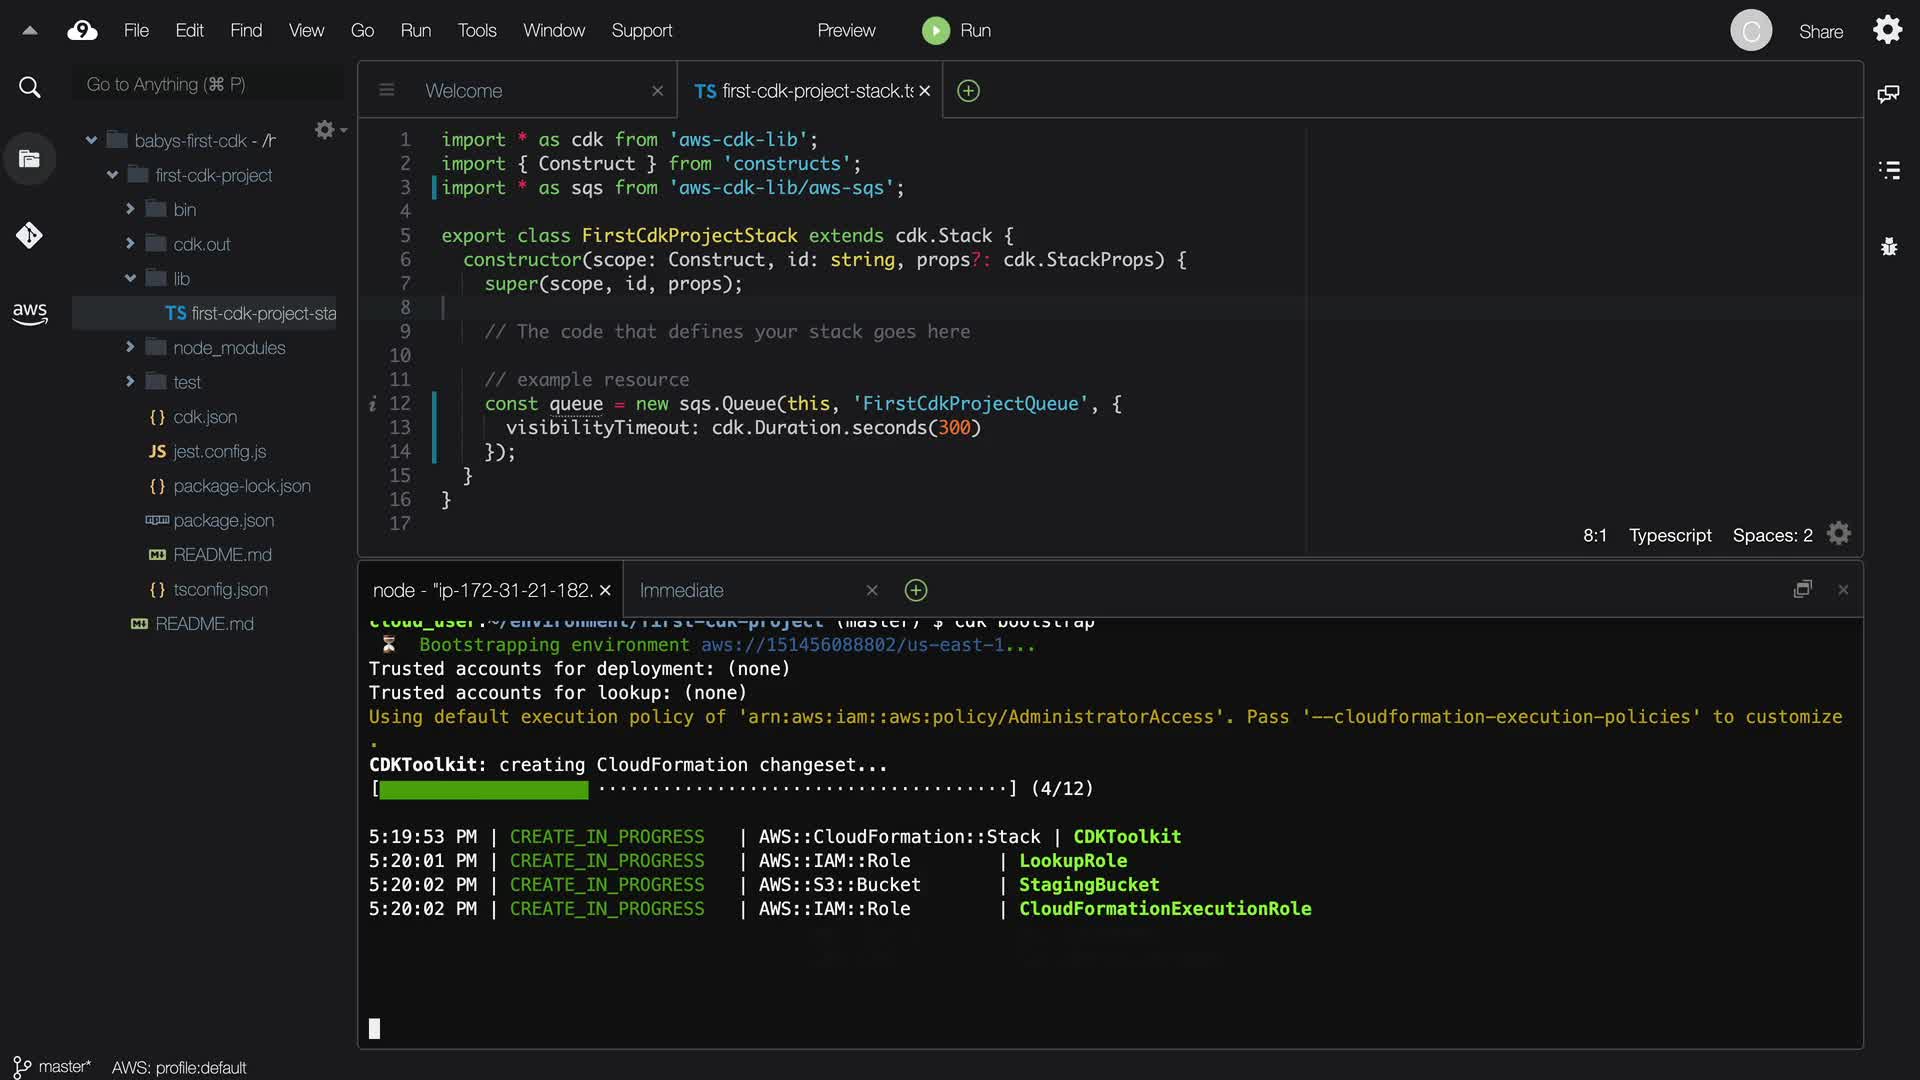 9 File Edit Find View Go Run Tools Window Support Preview Run C Share
Go to Anything (⌘ P)
babys-first-cdk - /h
first-cdk-project
bin
cdk.out
lib
TS first-cdk-project-sta
node_modules
test
{} cdk.json
JS jest.config.js
{} package-lock.json
package.json
README.md
{} tsconfig.json
README.md
aws
Welcome × TS first-cdk-project-stack.ts ×
1 import * as cdk from 'aws-cdk-lib';
2 import { Construct } from 'constructs';
3 import * as sqs from 'aws-cdk-lib/aws-sqs';
4
5 export class FirstCdkProjectStack extends cdk.Stack {
6 constructor(scope: Construct, id: string, props?: cdk.StackProps) {
7 super(scope, id, props);
8
9 // The code that defines your stack goes here
10
11 // example resource
12 const queue = new sqs.Queue(this, 'FirstCdkProjectQueue', {
13 visibilityTimeout: cdk.Duration.seconds(300)
14 });
15 }
16 }
17
8:1 Typescript Spaces: 2
node - "ip-172-31-21-182. × Immediate ×
cloud_user:~/environment/first-cdk-project (master) $ cdk bootstrap
⏳ Bootstrapping environment aws://151456088802/us-east-1...
Trusted accounts for deployment: (none)
Trusted accounts for lookup: (none)
Using default execution policy of 'arn:aws:iam::aws:policy/AdministratorAccess'. Pass '--cloudformation-execution-policies' to customize
.
CDKToolkit: creating CloudFormation changeset...
[······································] (4/12)
5:19:53 PM | CREATE_IN_PROGRESS | AWS::CloudFormation::Stack | CDKToolkit
5:20:01 PM | CREATE_IN_PROGRESS | AWS::IAM::Role | LookupRole
5:20:02 PM | CREATE_IN_PROGRESS | AWS::S3::Bucket | StagingBucket
5:20:02 PM | CREATE_IN_PROGRESS | AWS::IAM::Role | CloudFormationExecutionRole
master* AWS: profile:default